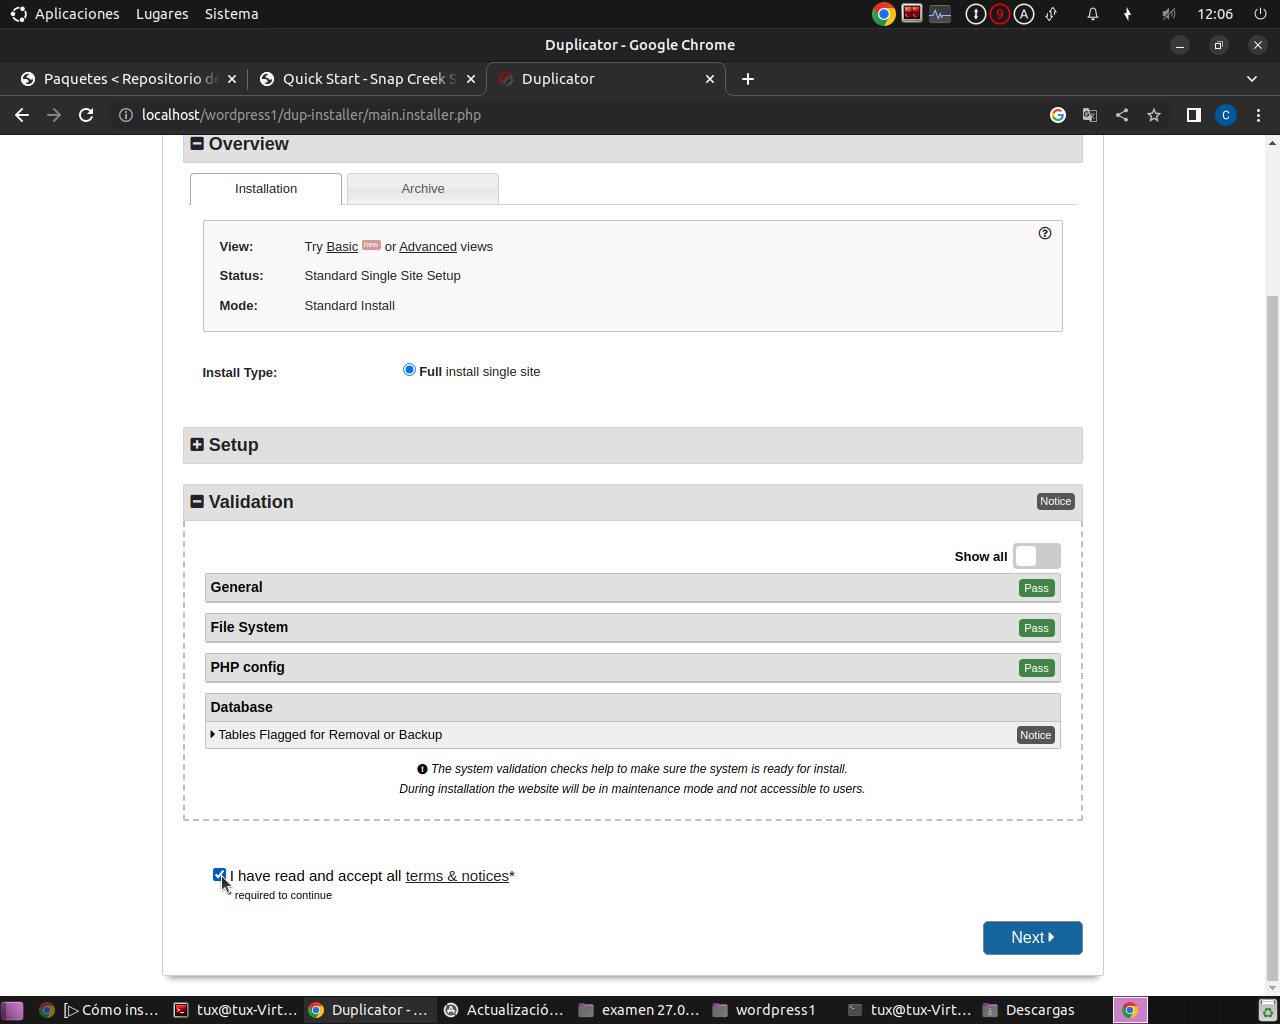 Aplicaciones Lugares Sistema 9 A 12:06
Duplicator - Google Chrome
Paquetes < Repositorio de Quick Start - Snap Creek S Duplicator
localhost/wordpress1/dup-installer/main.installer.php C
Overview
Installation Archive
View: Try Basic new or Advanced views
Status: Standard Single Site Setup
Mode: Standard Install
Install Type: Full install single site
Setup
Validation Notice
Show all
General Pass
File System Pass
PHP config Pass
Database
Tables Flagged for Removal or Backup Notice
The system validation checks help to make sure the system is ready for install.
During installation the website will be in maintenance mode and not accessible to users.
I have read and accept all terms & notices*
* required to continue
Next
[▷ Cómo ins... tux@tux-Virt... Duplicator - ... Actualizació... examen 27.0... wordpress1 tux@tux-Virt... Descargas